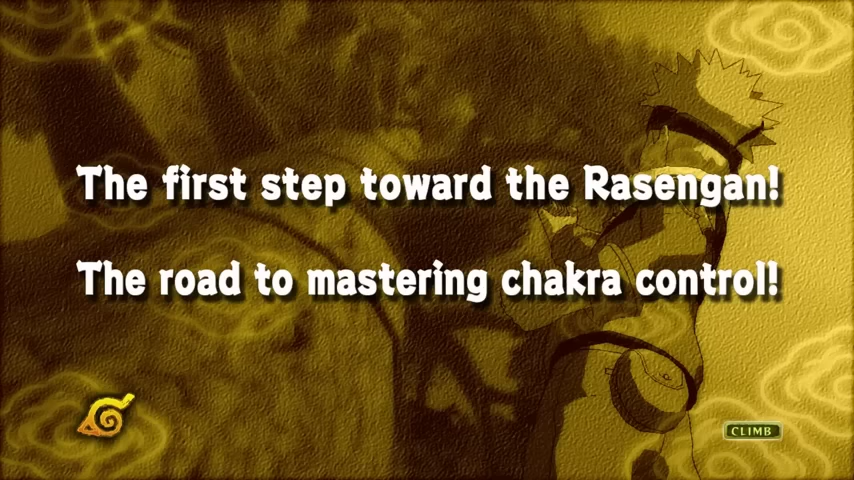 The first step toward the Rasengan!
The road to mastering chakra control!
CLIMB